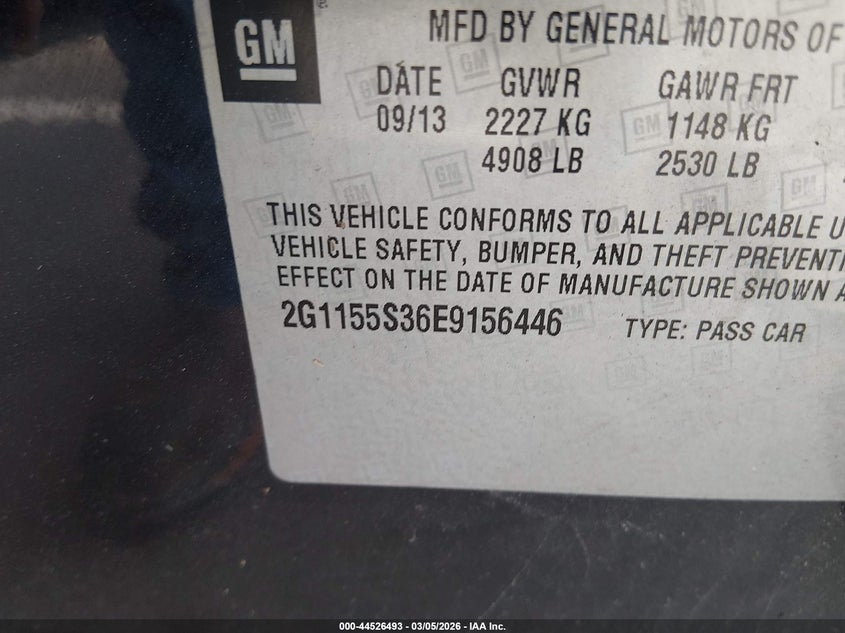 GM
®
MFD BY GENERAL MOTORS OF
DATE GVWR GAWR FRT
09/13 2227 KG 1148 KG
4908 LB 2530 LB
THIS VEHICLE CONFORMS TO ALL APPLICABLE U
VEHICLE SAFETY, BUMPER, AND THEFT PREVENTI
EFFECT ON THE DATE OF MANUFACTURE SHOWN A
2G1155S36E9156446 TYPE: PASS CAR
000-44526493 - 03/05/2026 - IAA Inc.